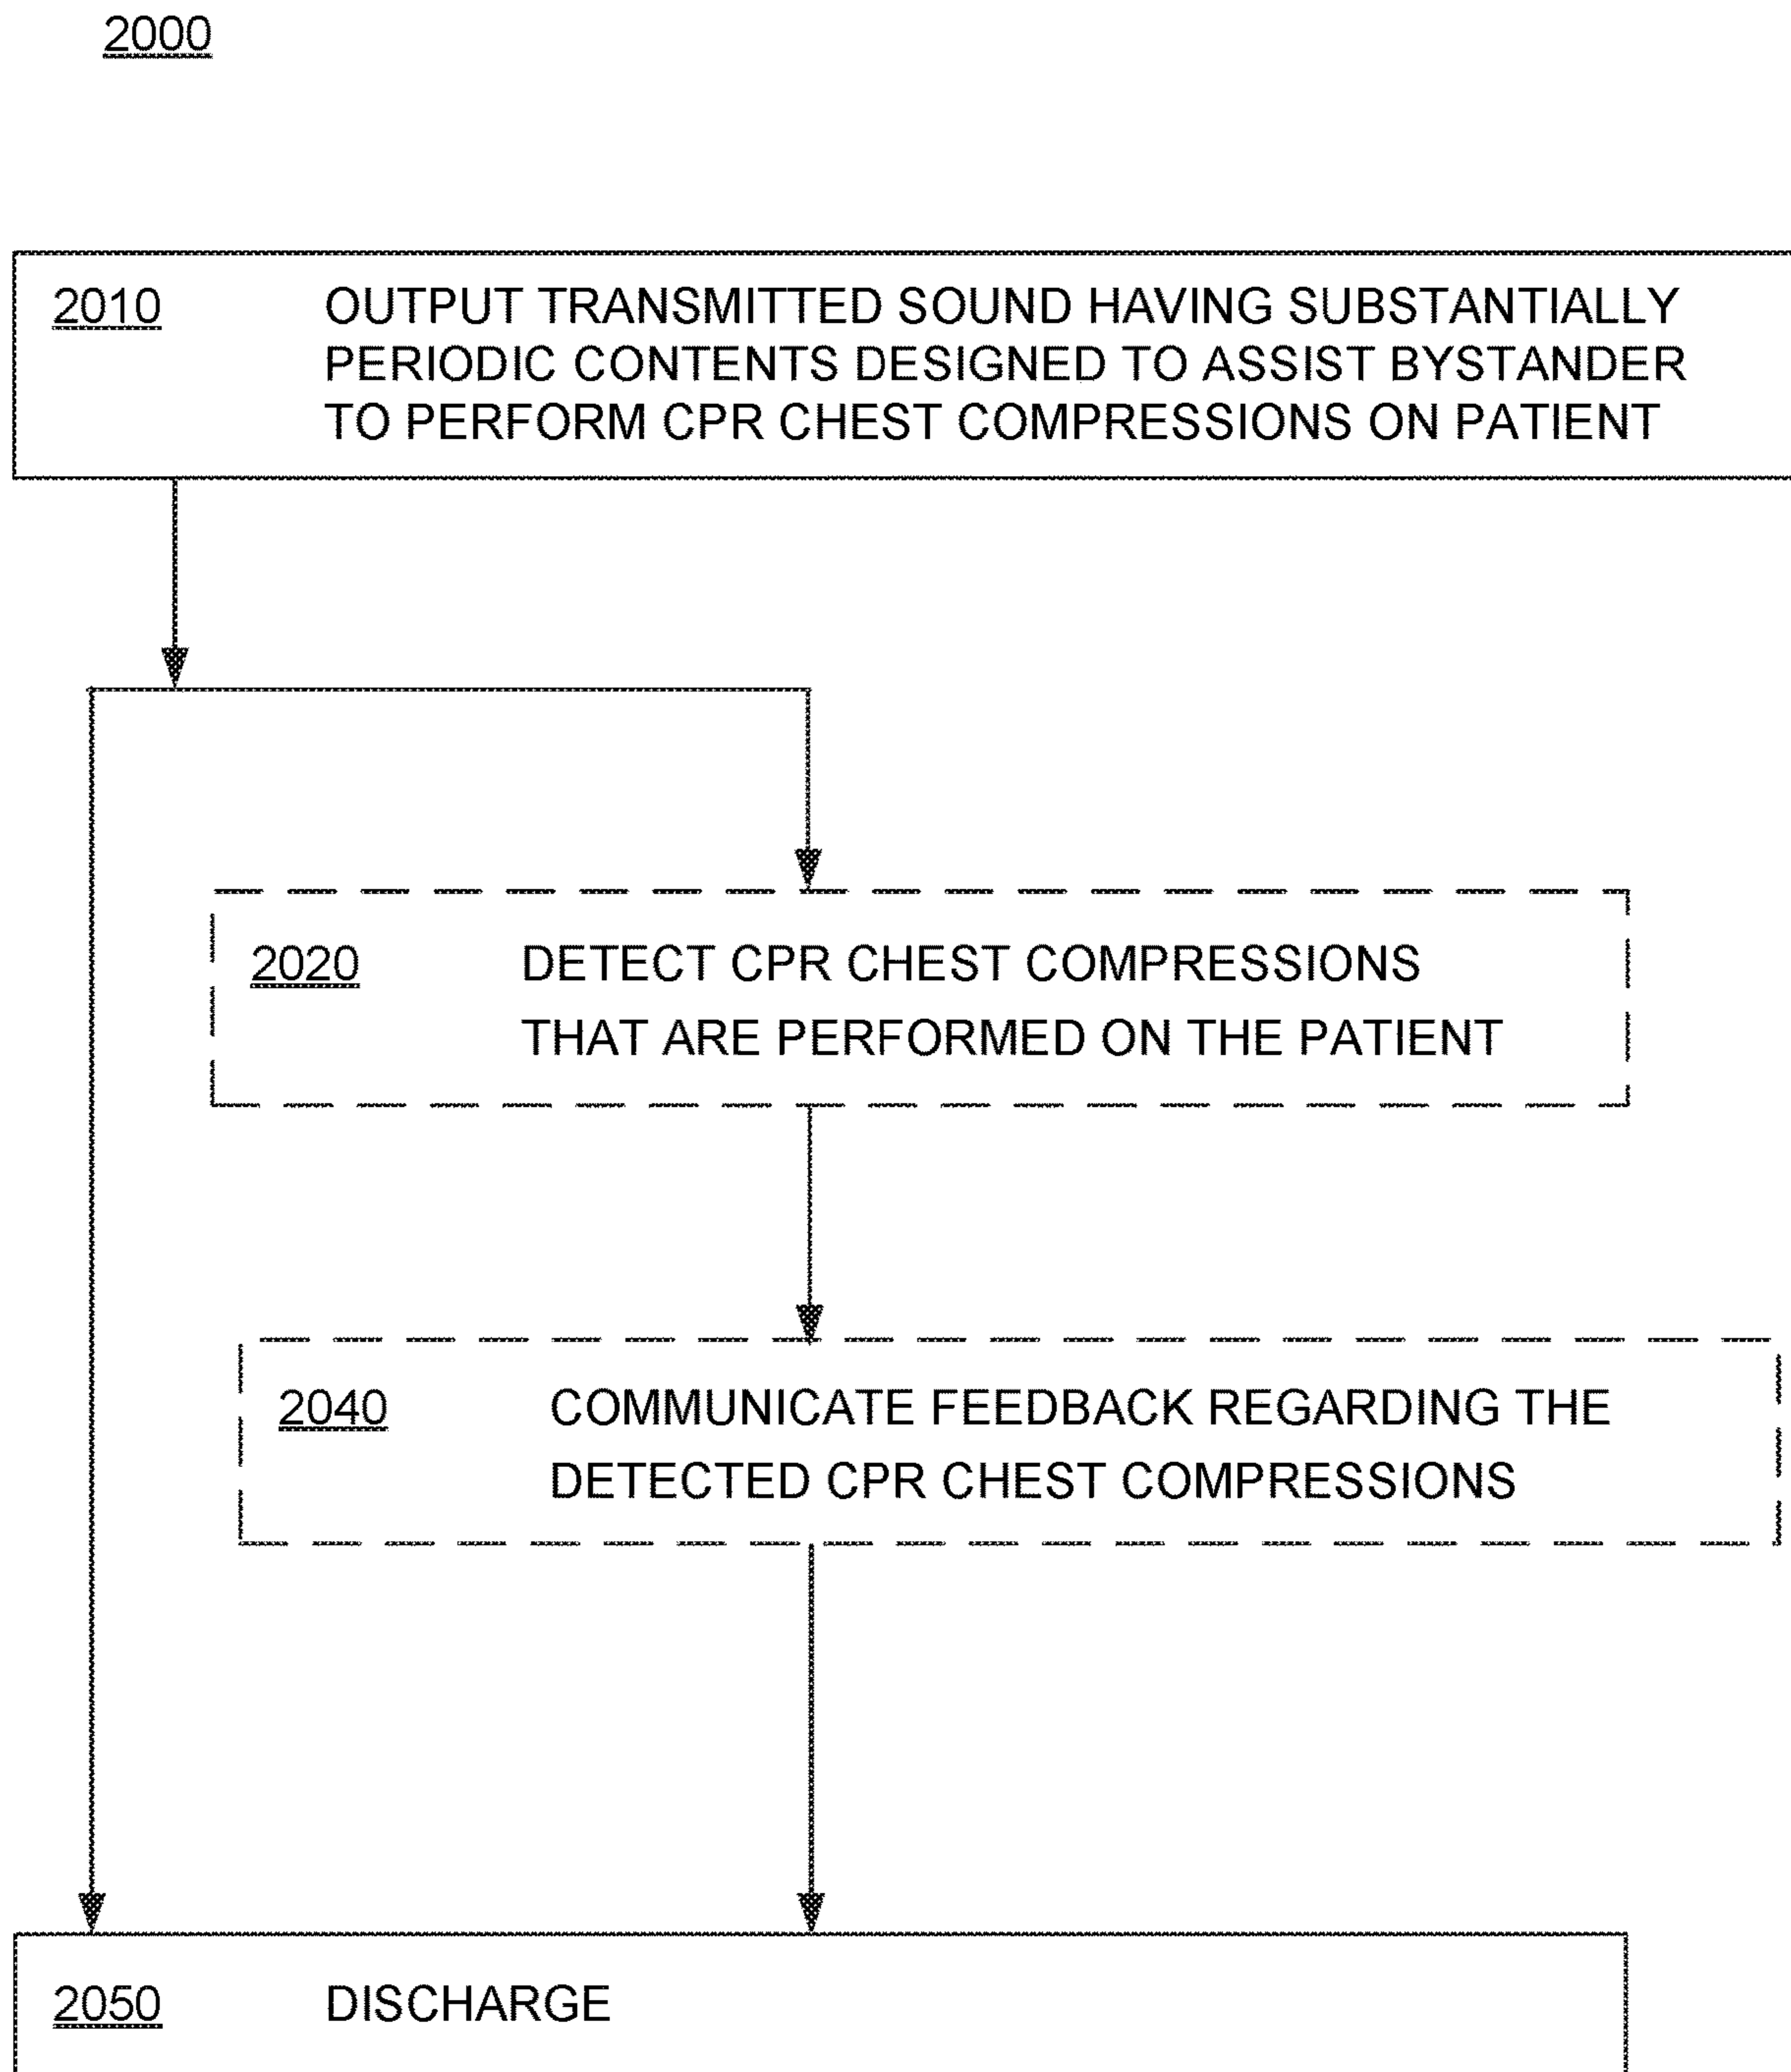 2000
2010 OUTPUT TRANSMITTED SOUND HAVING SUBSTANTIALLY
PERIODIC CONTENTS DESIGNED TO ASSIST BYSTANDER
TO PERFORM CPR CHEST COMPRESSIONS ON PATIENT
2020 DETECT CPR CHEST COMPRESSIONS
THAT ARE PERFORMED ON THE PATIENT
2040 COMMUNICATE FEEDBACK REGARDING THE
DETECTED CPR CHEST COMPRESSIONS
2050 DISCHARGE